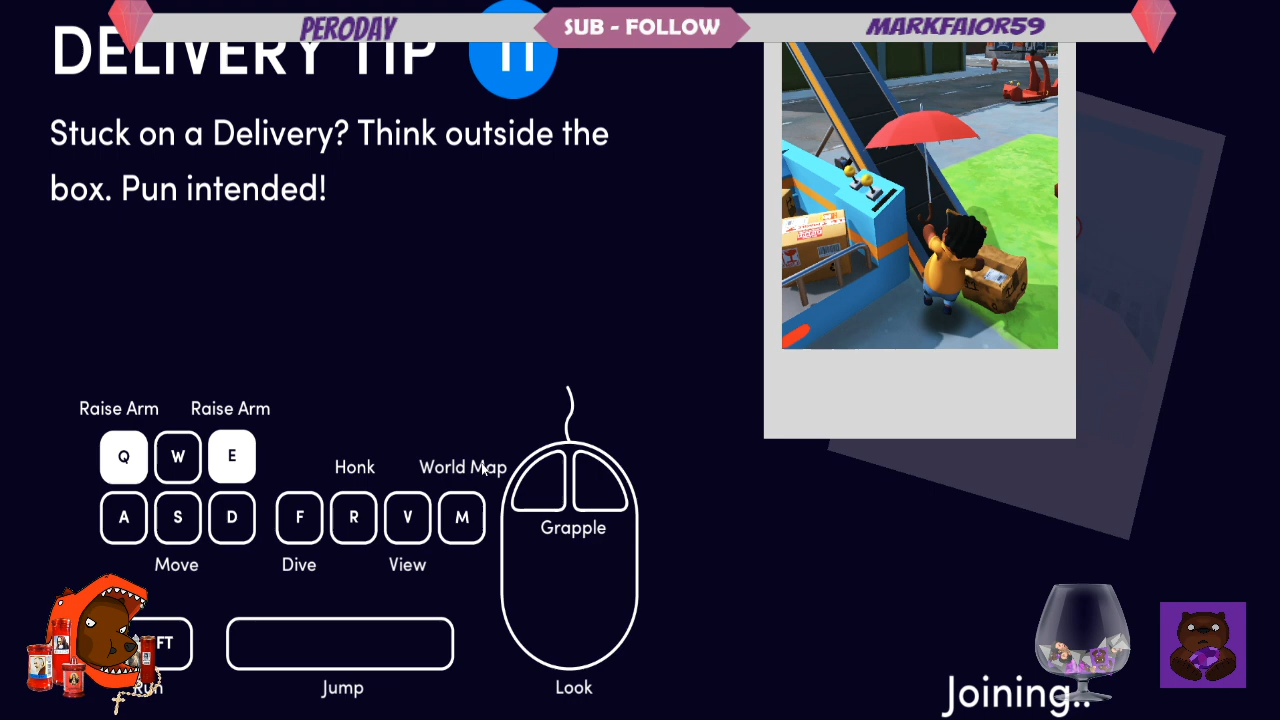 PERODAY
SUB - FOLLOW
MARKFAIOR59
DELIVERY TIP 11
Stuck on a Delivery? Think outside the
box. Pun intended!
Raise Arm Raise Arm
Q W E
Honk World Map
A S D F R V M
Grapple
Move Dive View
FT
Run Jump Look
Joining..